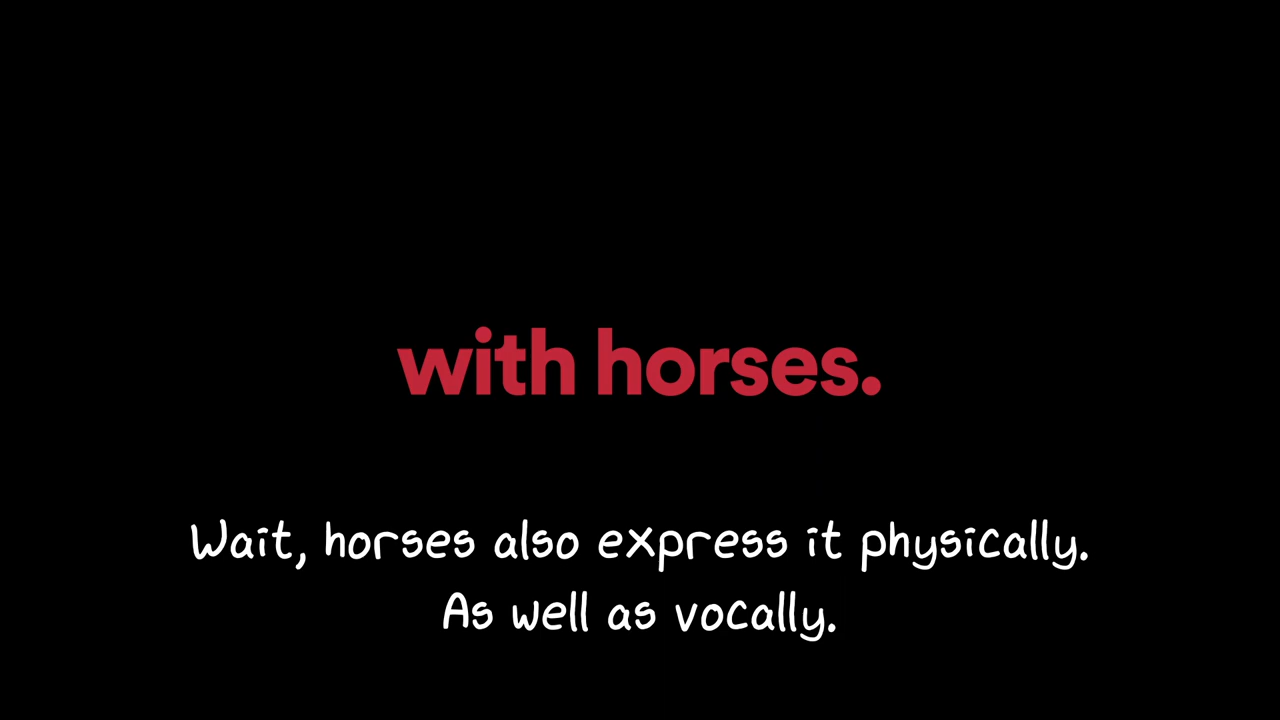 with horses.
Wait, horses also express it physically.
As well as vocally.